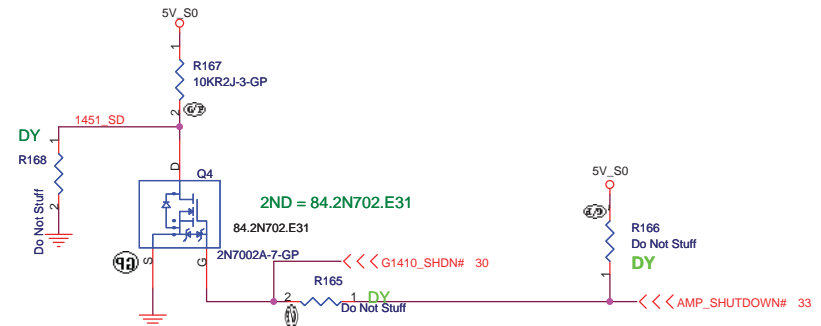 5V_S0
1
R167
10KR2J-3-GP
2
1451_SD
DY
1
R168
2
Do Not Stuff
D
Q4
2ND = 84.2N702.E31
84.2N702.E31
2N7002A-7-GP
S
G
G1410_SHDN# 30
5V_S0
R166
Do Not Stuff
DY
1
R165
2
1
DY
Do Not Stuff
AMP_SHUTDOWN# 33